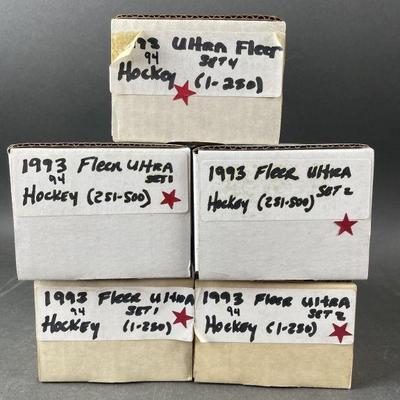 1993 Ultra Fleer
94 SET 4
Hockey (1-250)
1993 Fleer Ultra
94 SET 1
Hockey (251-500)
1993 Fleer Ultra
94 SET 2
Hockey (251-500)
1993 Fleer Ultra
94 SET 1
Hockey (1-250)
1993 Fleer Ultra
94 SET 2
Hockey (1-250)